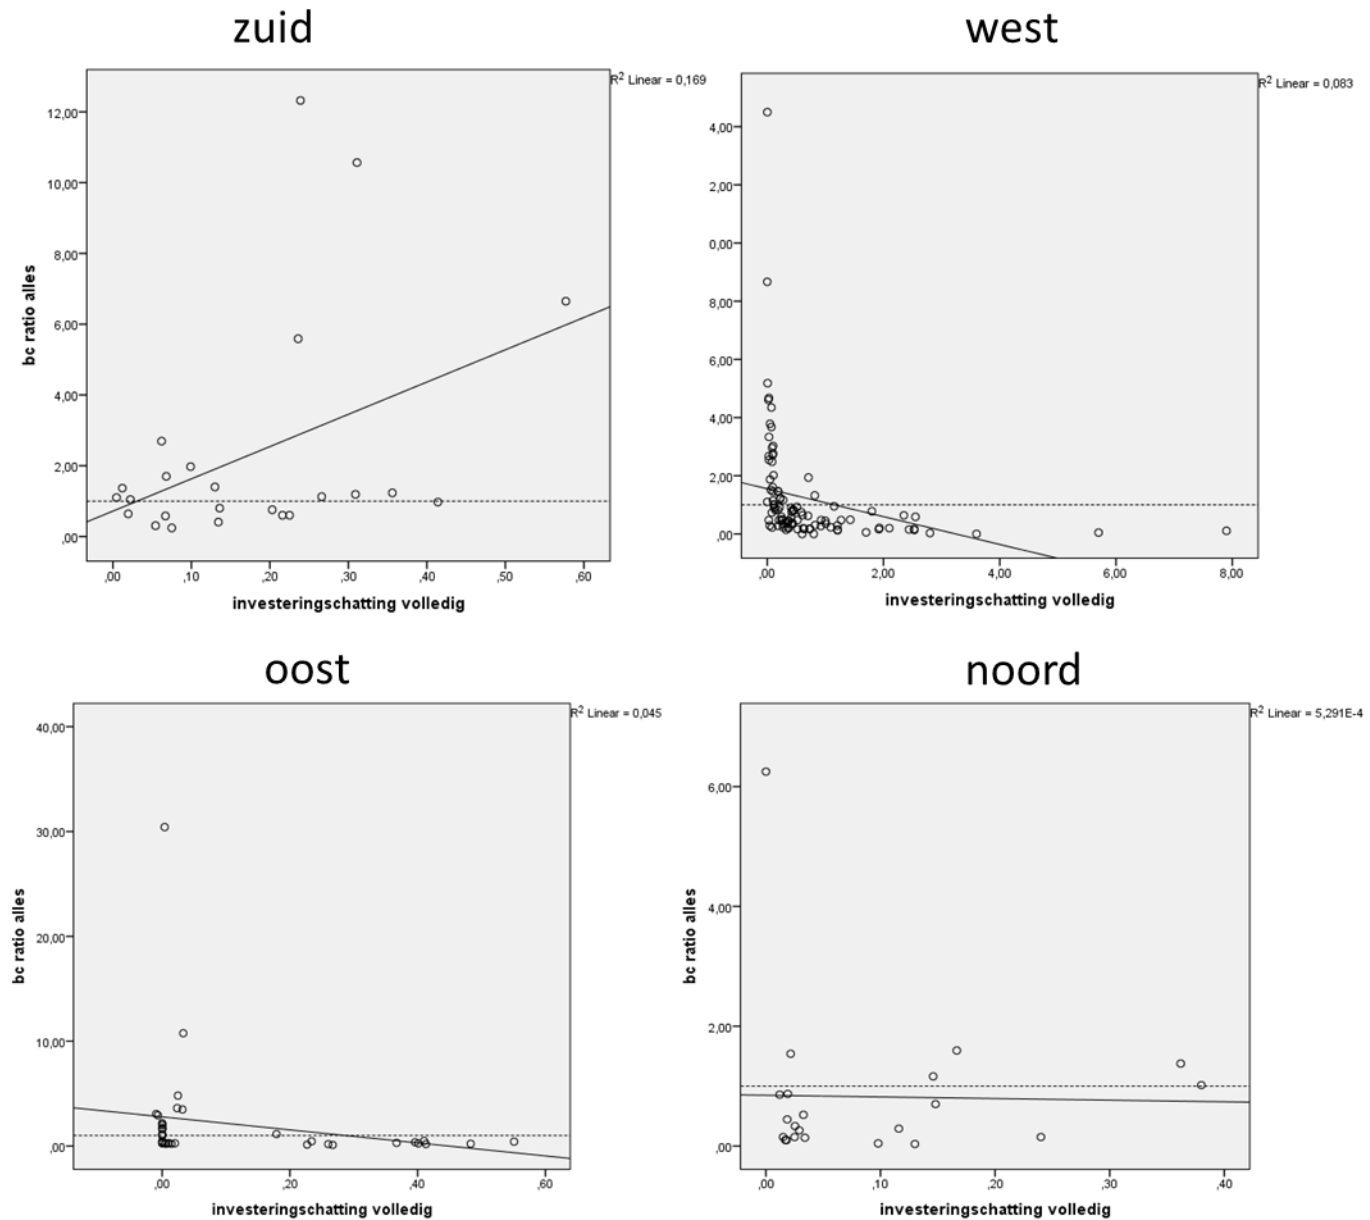 zuid
R² Linear = 0,169
12,00
10,00
8,00
6,00
4,00
2,00
,00
bc ratio alles
,00 ,10 ,20 ,30 ,40 ,50 ,60
investeringschatting volledig
west
R² Linear = 0,083
4,00
2,00
0,00
8,00
6,00
4,00
2,00
,00
,00 2,00 4,00 6,00 8,00
investeringschatting volledig
oost
R² Linear = 0,045
40,00
30,00
20,00
10,00
,00
bc ratio alles
,00 ,20 ,40 ,60
investeringschatting volledig
noord
R² Linear = 5,291E-4
6,00
4,00
2,00
,00
bc ratio alles
,00 ,10 ,20 ,30 ,40
investeringschatting volledig